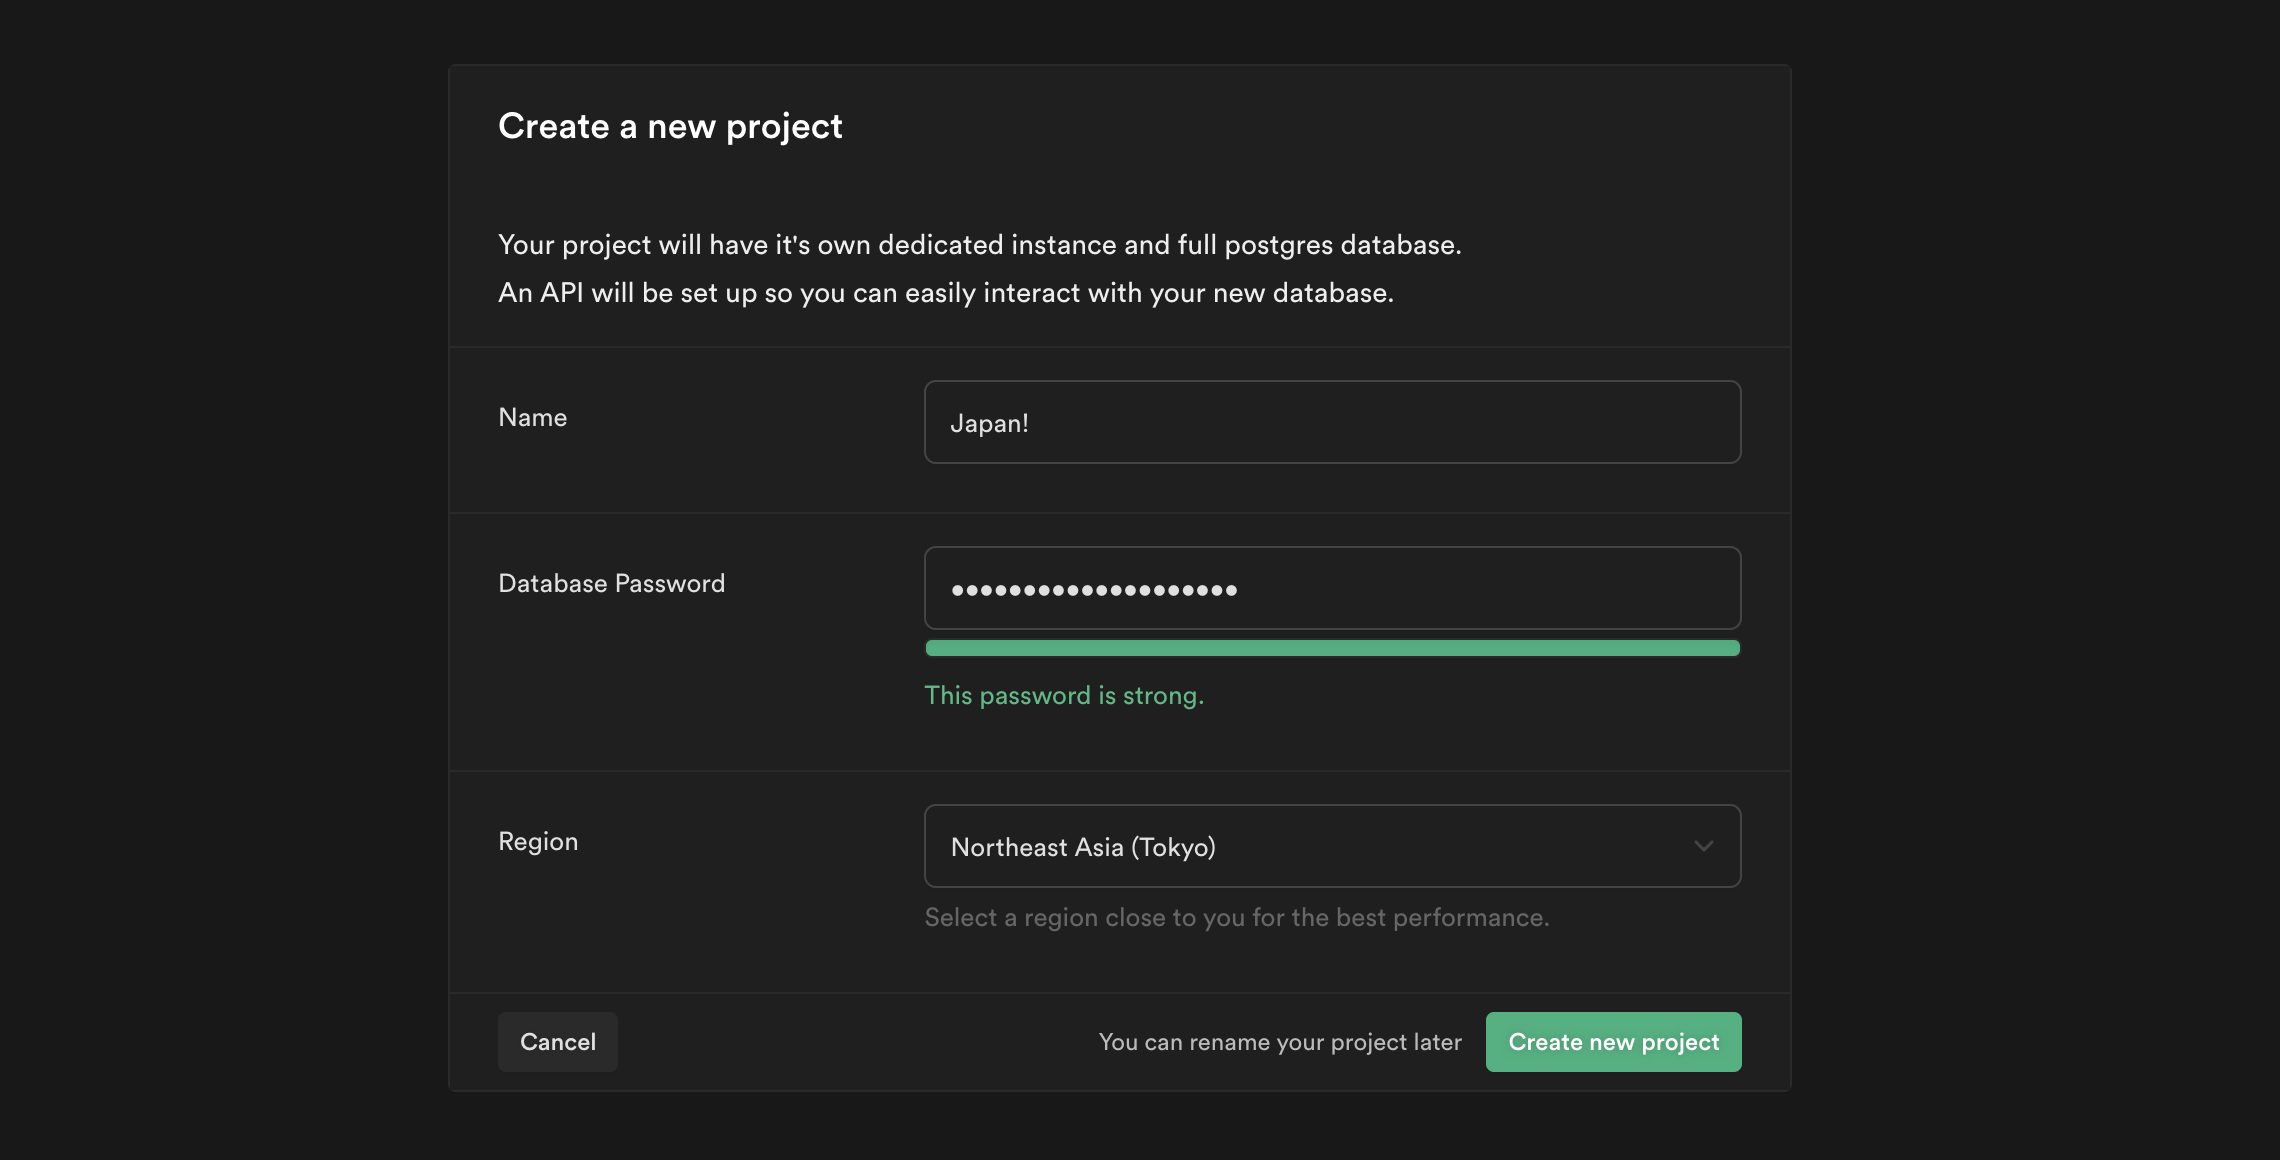 Create a new project
Your project will have it's own dedicated instance and full postgres database.
An API will be set up so you can easily interact with your new database.
Name
Japan!
Database Password
••••••••••••••••••••
This password is strong.
Region
Northeast Asia (Tokyo)
Select a region close to you for the best performance.
Cancel
You can rename your project later
Create new project